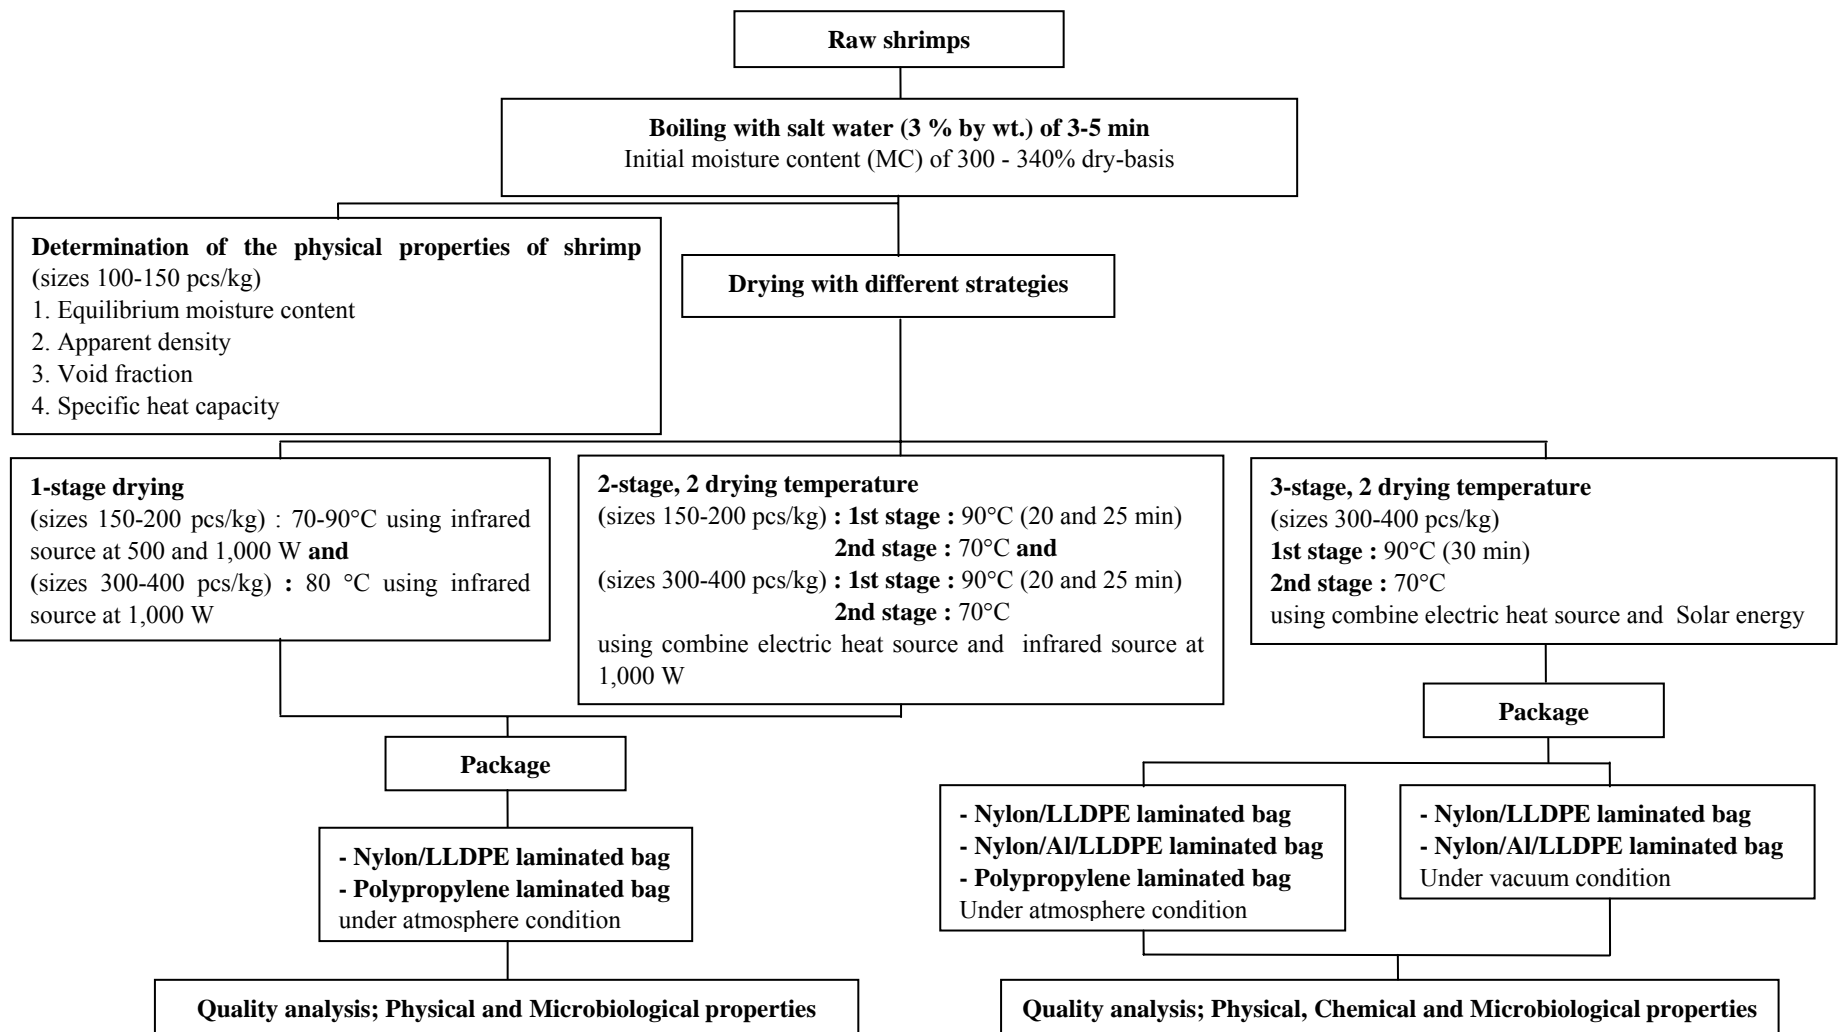 Raw shrimps
Boiling with salt water (3 % by wt.) of 3-5 min
Initial moisture content (MC) of 300 - 340% dry-basis
Determination of the physical properties of shrimp
(sizes 100-150 pcs/kg)
1. Equilibrium moisture content
2. Apparent density
3. Void fraction
4. Specific heat capacity
Drying with different strategies
1-stage drying
(sizes 150-200 pcs/kg) : 70-90°C using infrared
source at 500 and 1,000 W and
(sizes 300-400 pcs/kg) : 80 °C using infrared
source at 1,000 W
2-stage, 2 drying temperature
(sizes 150-200 pcs/kg) : 1st stage : 90°C (20 and 25 min)
2nd stage : 70°C and
(sizes 300-400 pcs/kg) : 1st stage : 90°C (20 and 25 min)
2nd stage : 70°C
using combine electric heat source and infrared source at
1,000 W
3-stage, 2 drying temperature
(sizes 300-400 pcs/kg)
1st stage : 90°C (30 min)
2nd stage : 70°C
using combine electric heat source and Solar energy
Package
- Nylon/LLDPE laminated bag
- Polypropylene laminated bag
under atmosphere condition
Quality analysis; Physical and Microbiological properties
Package
- Nylon/LLDPE laminated bag
- Nylon/Al/LLDPE laminated bag
- Polypropylene laminated bag
Under atmosphere condition
- Nylon/LLDPE laminated bag
- Nylon/Al/LLDPE laminated bag
Under vacuum condition
Quality analysis; Physical, Chemical and Microbiological properties